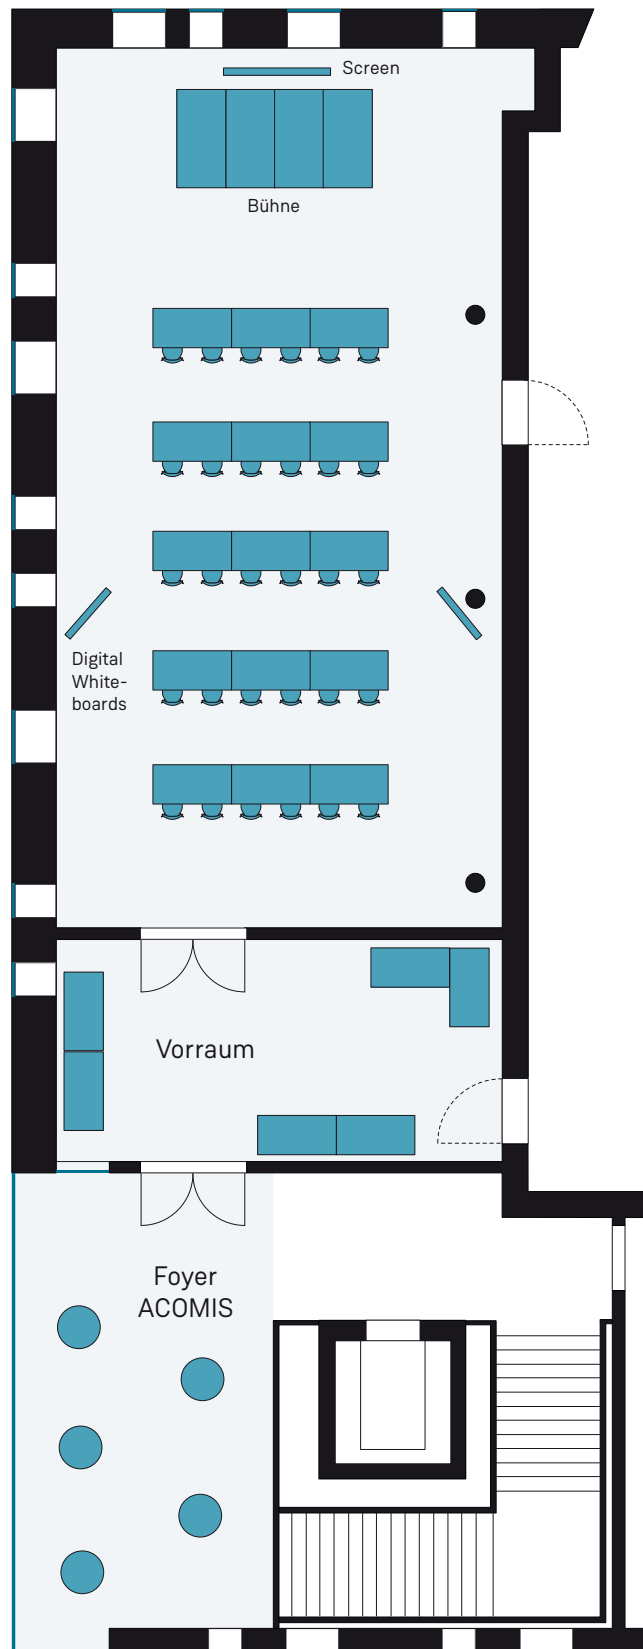 Screen
Bühne
Digital
White-
boards
Vorraum
Foyer
ACOMIS